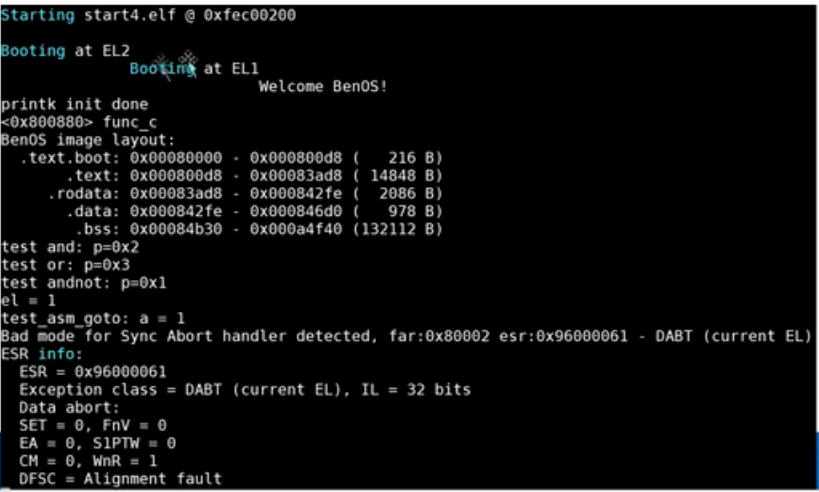 Starting start4.elf @ 0xfec00200
Booting at EL2
Booting at EL1
Welcome BenOS!
printk init done
<0x800880> func_c
BenOS image layout:
.text.boot: 0x00080000 - 0x000800d8 (   216 B)
.text: 0x000800d8 - 0x00083ad8 ( 14848 B)
.rodata: 0x00083ad8 - 0x000842fe (  2086 B)
.data: 0x000842fe - 0x000846d0 (   978 B)
.bss: 0x00084b30 - 0x000a4f40 (132112 B)
test and: p=0x2
test or: p=0x3
test andnot: p=0x1
el = 1
test_asm_goto: a = 1
Bad mode for Sync Abort handler detected, far:0x80002 esr:0x96000061 - DABT (current EL)
ESR info:
ESR = 0x96000061
Exception class = DABT (current EL), IL = 32 bits
Data abort:
SET = 0, FnV = 0
EA = 0, S1PTW = 0
CM = 0, WnR = 1
DFSC = Alignment fault